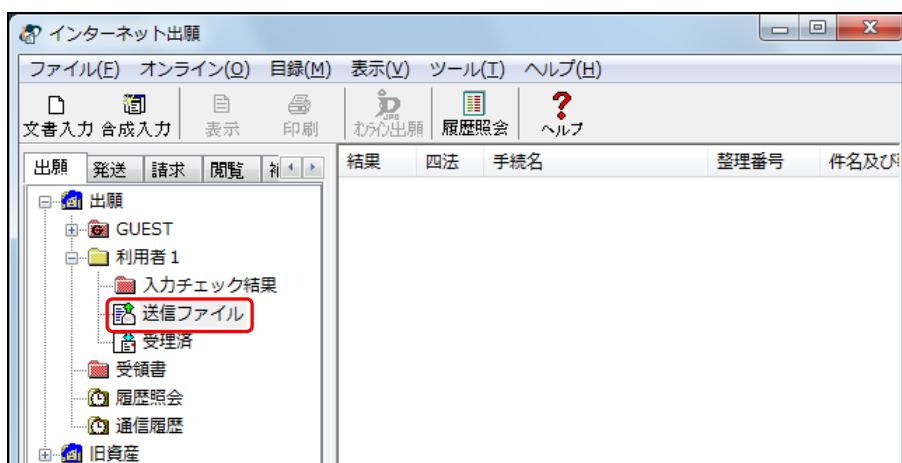 インターネット出願
ファイル(F) オンライン(O) 目録(M) 表示(V) ツール(T) ヘルプ(H)
文書入力 合成入力 表示 印刷 オンライン出願 履歴照会 ヘルプ
出願 発送 請求 閲覧
結果 四法 手続名 整理番号 件名及び
出願
GUEST
利用者1
入力チェック結果
送信ファイル
受理済
受領書
履歴照会
通信履歴
旧資産